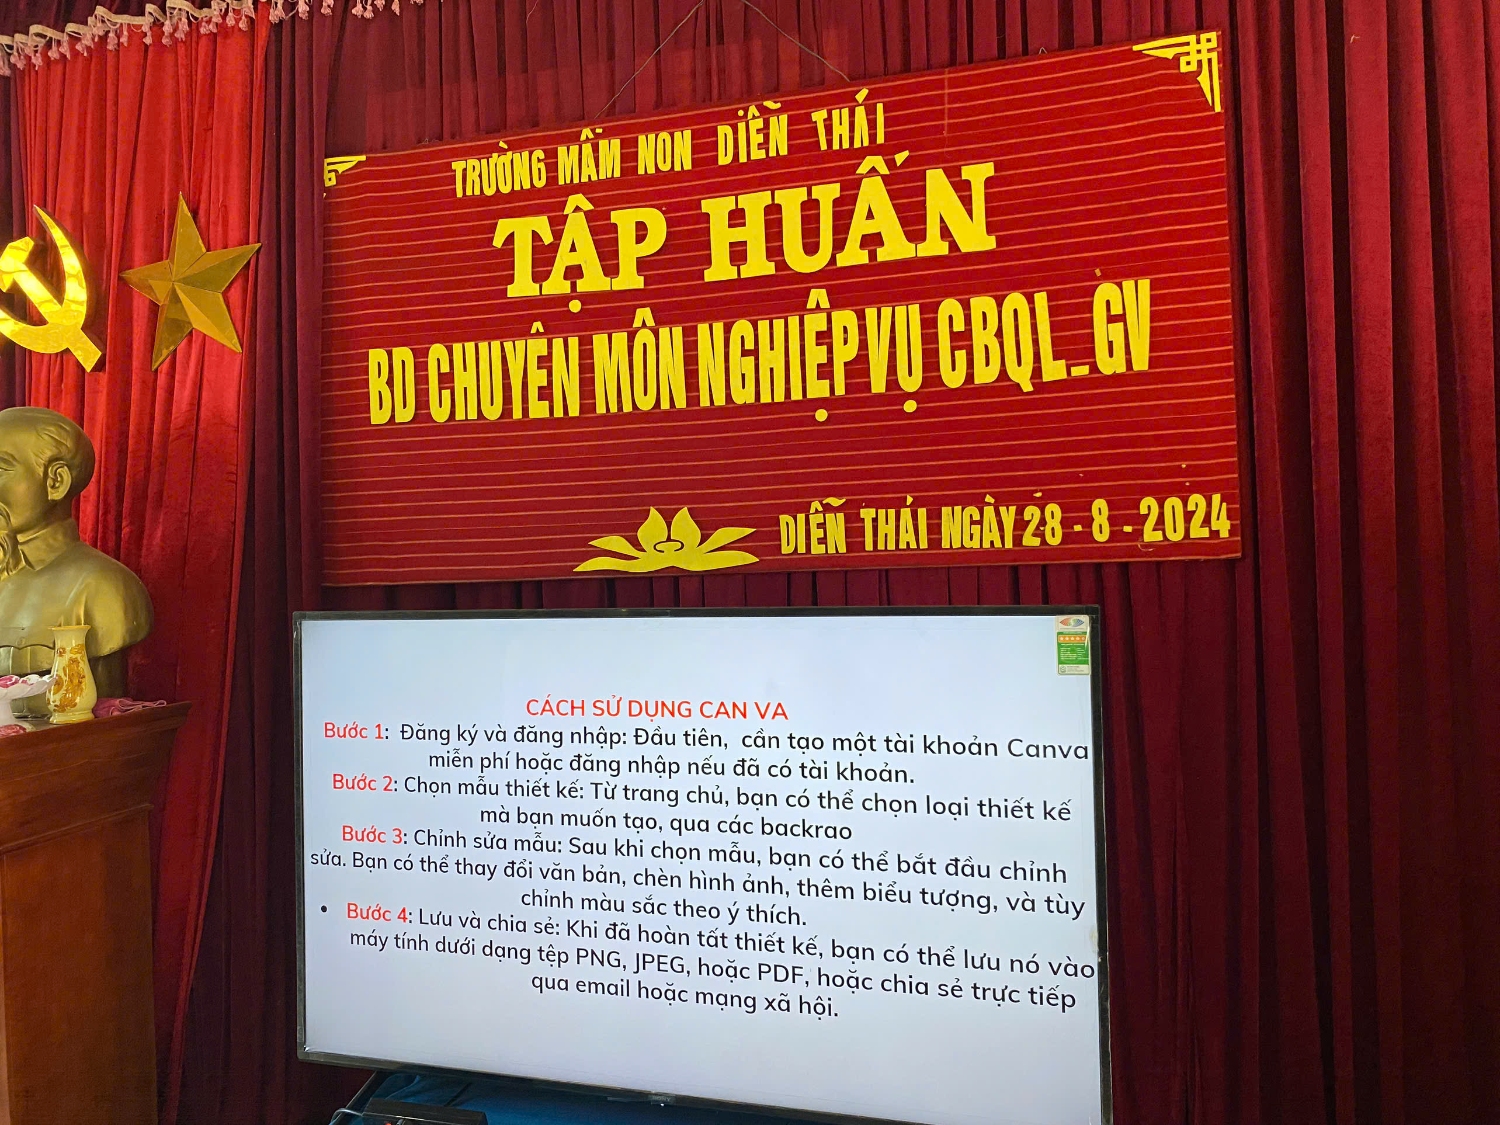 TRƯỜNG MẦM NON DIỄN THÁI
TẬP HUẤN
BD CHUYÊN MÔN NGHIỆP VỤ CBQL_GV
DIỄN THÁI NGÀY 28 - 8 - 2024
CÁCH SỬ DỤNG CAN VA
Bước 1: Đăng ký và đăng nhập: Đầu tiên, cần tạo một tài khoản Canva
miễn phí hoặc đăng nhập nếu đã có tài khoản.
Bước 2: Chọn mẫu thiết kế: Từ trang chủ, bạn có thể chọn loại thiết kế
mà bạn muốn tạo, qua các backrao
Bước 3: Chỉnh sửa mẫu: Sau khi chọn mẫu, bạn có thể bắt đầu chỉnh
sửa. Bạn có thể thay đổi văn bản, chèn hình ảnh, thêm biểu tượng, và tùy
chỉnh màu sắc theo ý thích.
• Bước 4: Lưu và chia sẻ: Khi đã hoàn tất thiết kế, bạn có thể lưu nó vào
máy tính dưới dạng tệp PNG, JPEG, hoặc PDF, hoặc chia sẻ trực tiếp
qua email hoặc mạng xã hội.